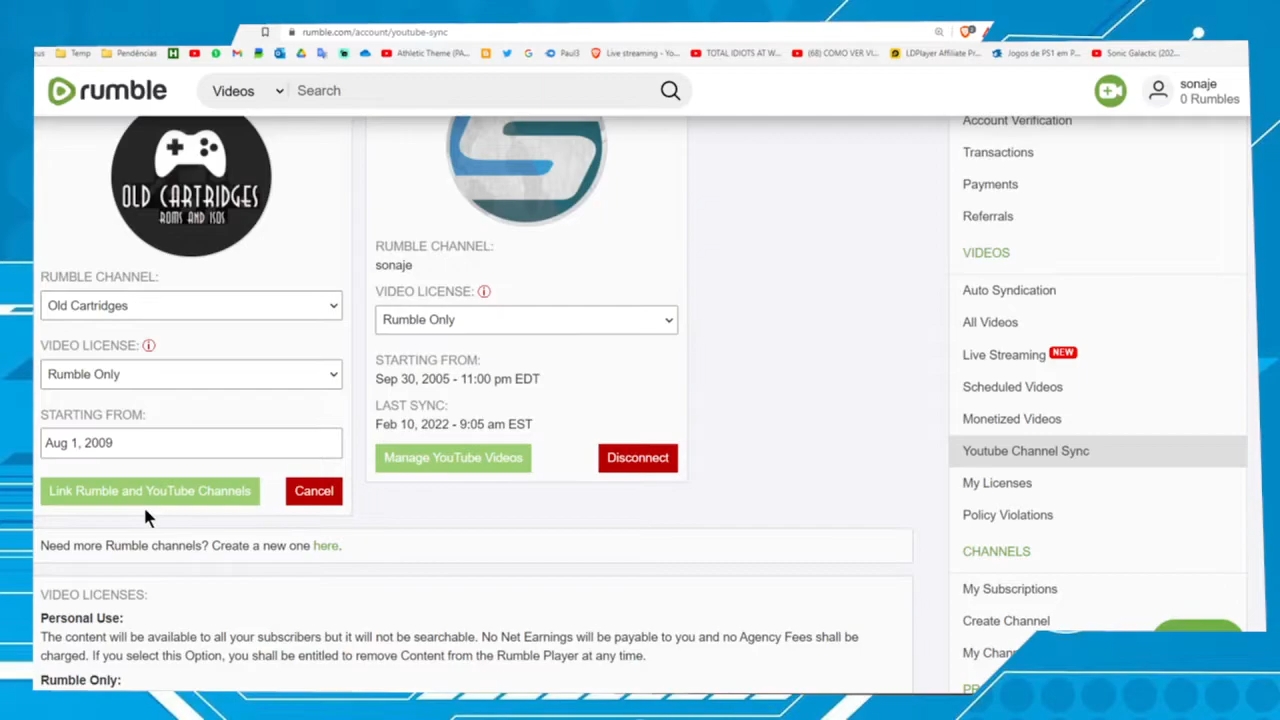 rumble.com/account/youtube-sync
Temp
Pendências
Athletic Theme (PA...
Paul3
Live streaming - Yo...
TOTAL IDIOTS AT W...
(68) COMO VER VI...
LDPlayer Affiliate Pr...
Jogos de PS1 em P...
Sonic Galactic (202...
rumble
Videos
Search
sonaje
0 Rumbles
OLD CARTRIDGES
ROMS AND ISOS
RUMBLE CHANNEL:
Old Cartridges
VIDEO LICENSE:
Rumble Only
STARTING FROM:
Aug 1, 2009
Link Rumble and YouTube Channels
Cancel
RUMBLE CHANNEL:
sonaje
VIDEO LICENSE:
Rumble Only
STARTING FROM:
Sep 30, 2005 - 11:00 pm EDT
LAST SYNC:
Feb 10, 2022 - 9:05 am EST
Manage YouTube Videos
Disconnect
Need more Rumble channels? Create a new one here.
VIDEO LICENSES:
Personal Use:
The content will be available to all your subscribers but it will not be searchable. No Net Earnings will be payable to you and no Agency Fees shall be
charged. If you select this Option, you shall be entitled to remove Content from the Rumble Player at any time.
Rumble Only:
Account Verification
Transactions
Payments
Referrals
VIDEOS
Auto Syndication
All Videos
Live Streaming NEW
Scheduled Videos
Monetized Videos
Youtube Channel Sync
My Licenses
Policy Violations
CHANNELS
My Subscriptions
Create Channel